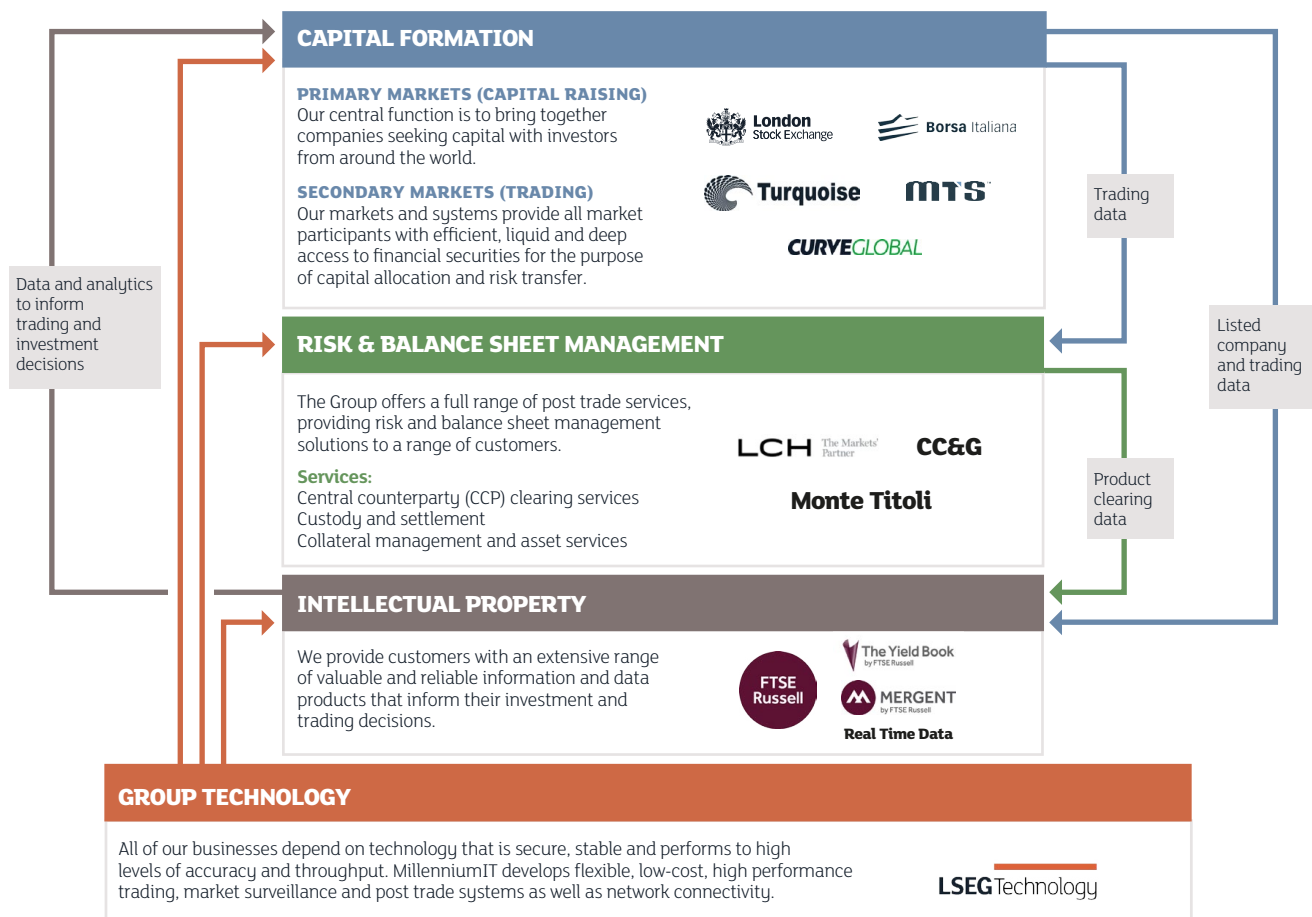 CAPITAL FORMATION
PRIMARY MARKETS (CAPITAL RAISING)
Our central function is to bring together
companies seeking capital with investors
from around the world.
SECONDARY MARKETS (TRADING)
Our markets and systems provide all market
participants with efficient, liquid and deep
access to financial securities for the purpose
of capital allocation and risk transfer.
London
Stock Exchange
Borsa Italiana
Turquoise
MTS
CURVEGLOBAL
Trading
data
Data and analytics
to inform
trading and
investment
decisions
Listed
company
and trading
data
RISK & BALANCE SHEET MANAGEMENT
The Group offers a full range of post trade services,
providing risk and balance sheet management
solutions to a range of customers.
Services:
Central counterparty (CCP) clearing services
Custody and settlement
Collateral management and asset services
LCH The Markets'
Partner
CC&G
Monte Titoli
Product
clearing
data
INTELLECTUAL PROPERTY
We provide customers with an extensive range
of valuable and reliable information and data
products that inform their investment and
trading decisions.
FTSE
Russell
The Yield Book
by FTSE Russell
MERGENT
by FTSE Russell
Real Time Data
GROUP TECHNOLOGY
All of our businesses depend on technology that is secure, stable and performs to high
levels of accuracy and throughput. MillenniumIT develops flexible, low-cost, high performance
trading, market surveillance and post trade systems as well as network connectivity.
LSEG Technology